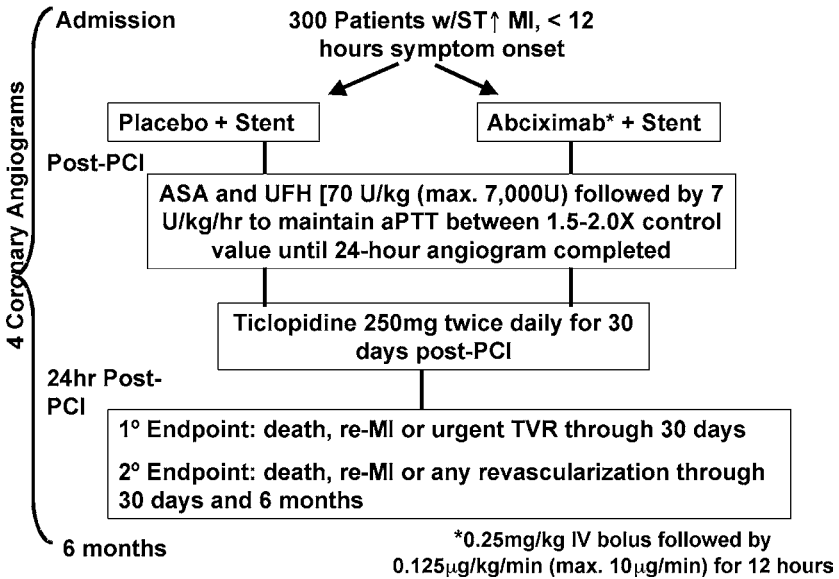 4 Coronary Angiograms
Admission
300 Patients w/ST↑ MI, < 12
hours symptom onset
Placebo + Stent
Abciximab* + Stent
Post-PCI
ASA and UFH [70 U/kg (max. 7,000U) followed by 7
U/kg/hr to maintain aPTT between 1.5-2.0X control
value until 24-hour angiogram completed
Ticlopidine 250mg twice daily for 30
days post-PCI
24hr Post-
PCI
1º Endpoint: death, re-MI or urgent TVR through 30 days
2º Endpoint: death, re-MI or any revascularization through
30 days and 6 months
6 months
*0.25mg/kg IV bolus followed by
0.125µg/kg/min (max. 10µg/min) for 12 hours